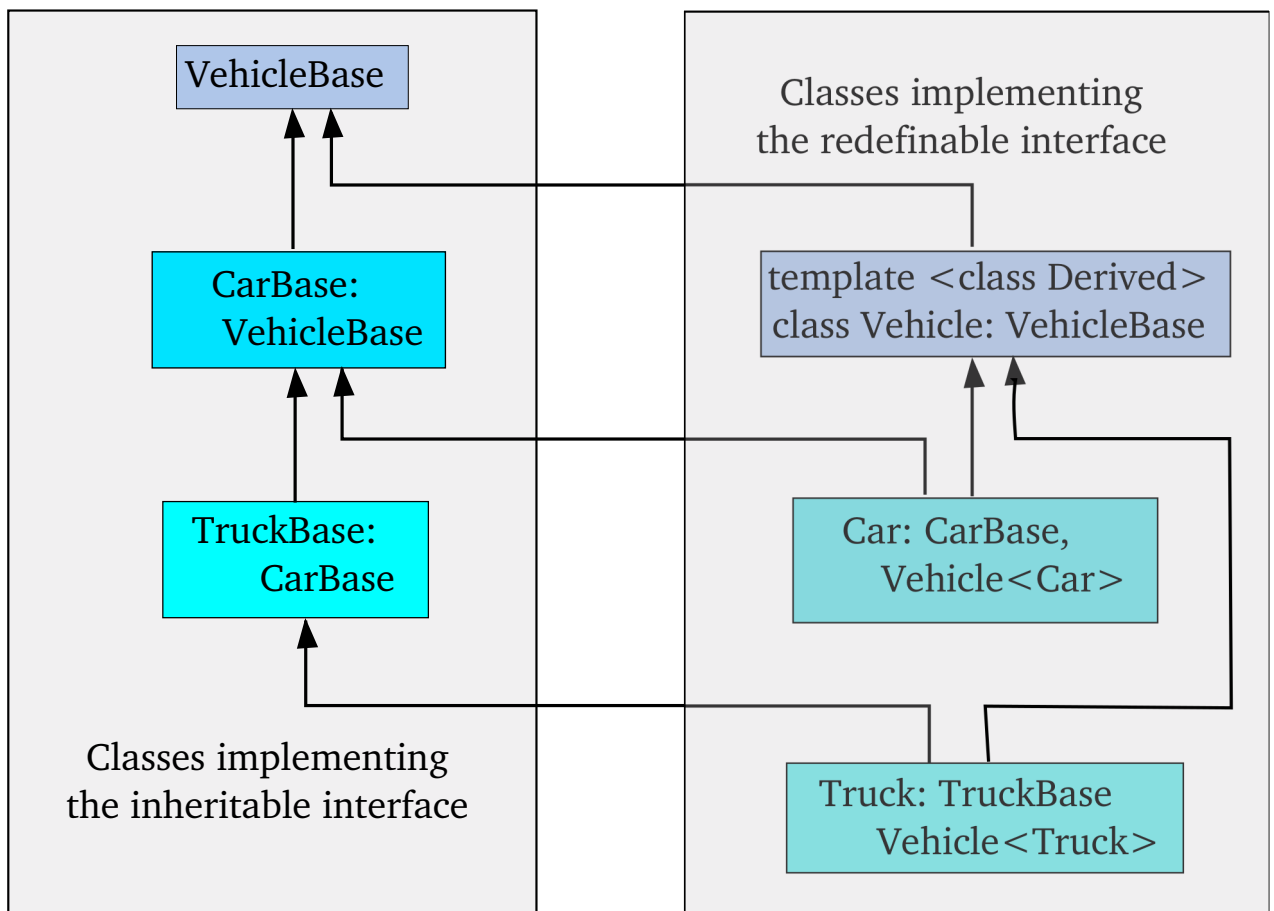 VehicleBase
CarBase:
VehicleBase
TruckBase:
CarBase
Classes implementing
the inheritable interface
Classes implementing
the redefinable interface
template <class Derived>
class Vehicle: VehicleBase
Car: CarBase,
Vehicle<Car>
Truck: TruckBase
Vehicle<Truck>